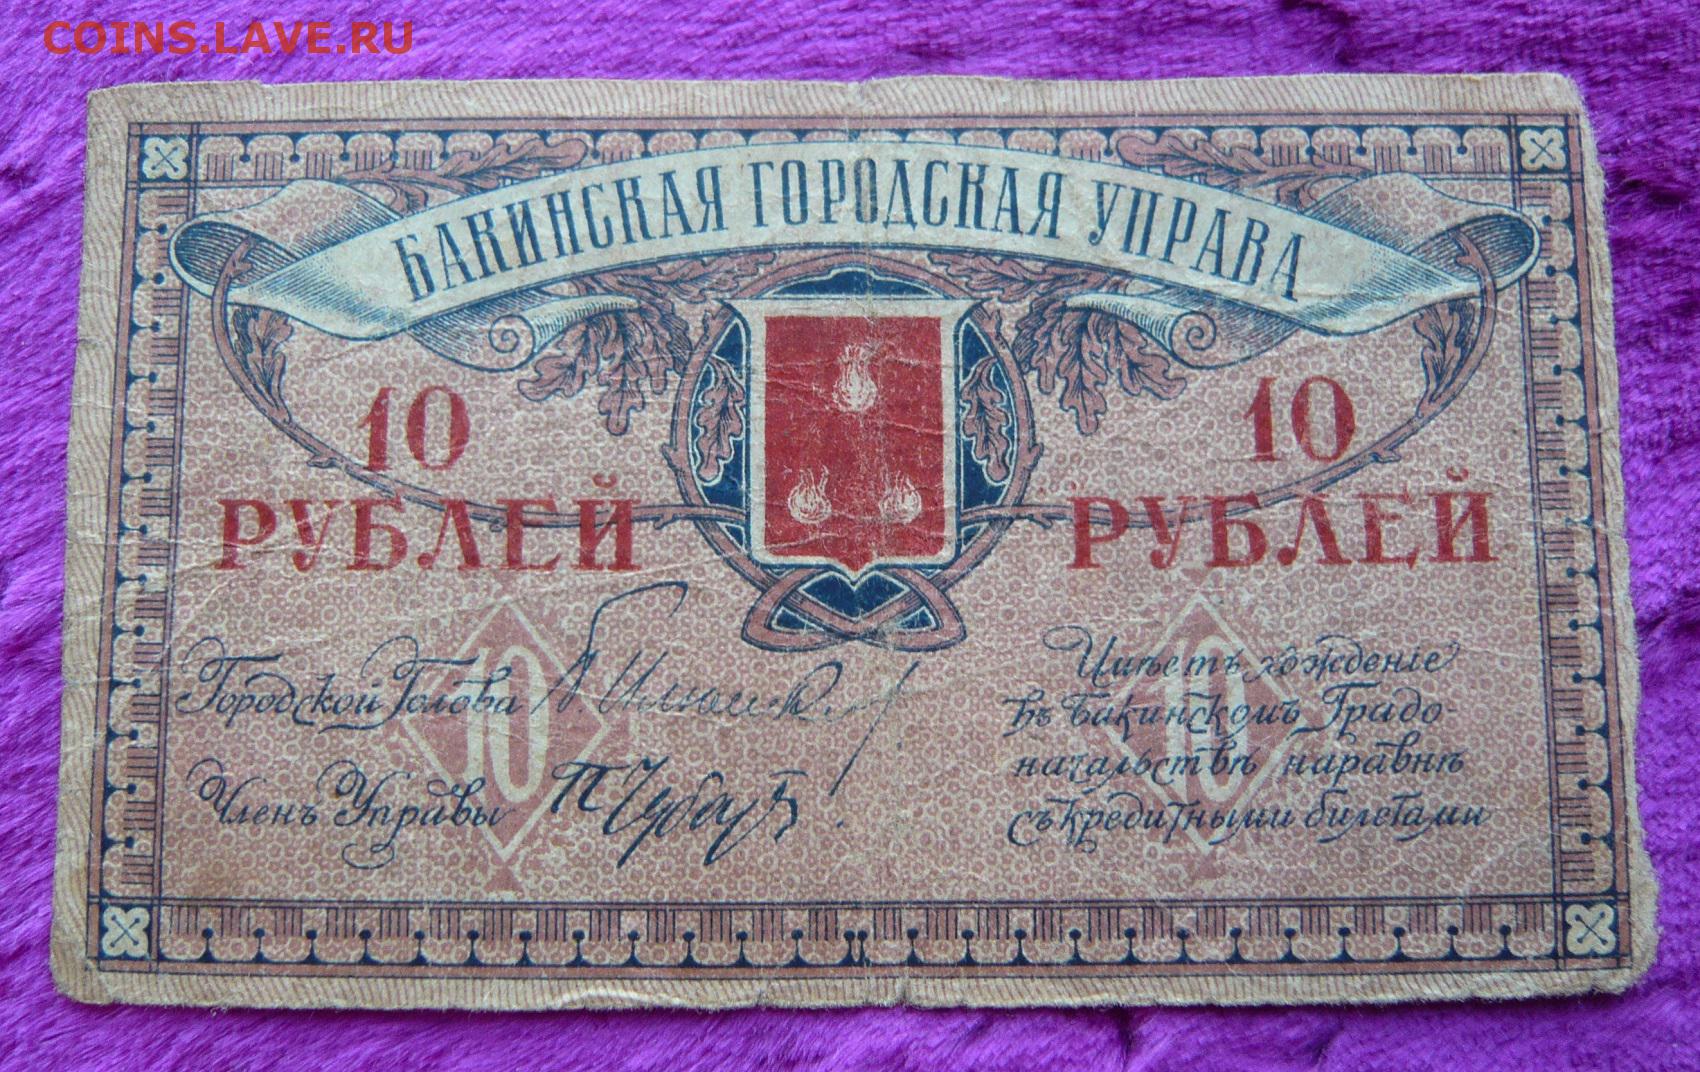 COINS.LAVE.RU
БАКИНСКАЯ ГОРОДСКАЯ УПРАВА
10 10
РУБЛЕЙ РУБЛЕЙ
10 10
Городской Голова
Членъ Управы
Имѣетъ хожденіе
въ Бакинскомъ Градо-
начальствѣ наравнѣ
съ кредитными билетами